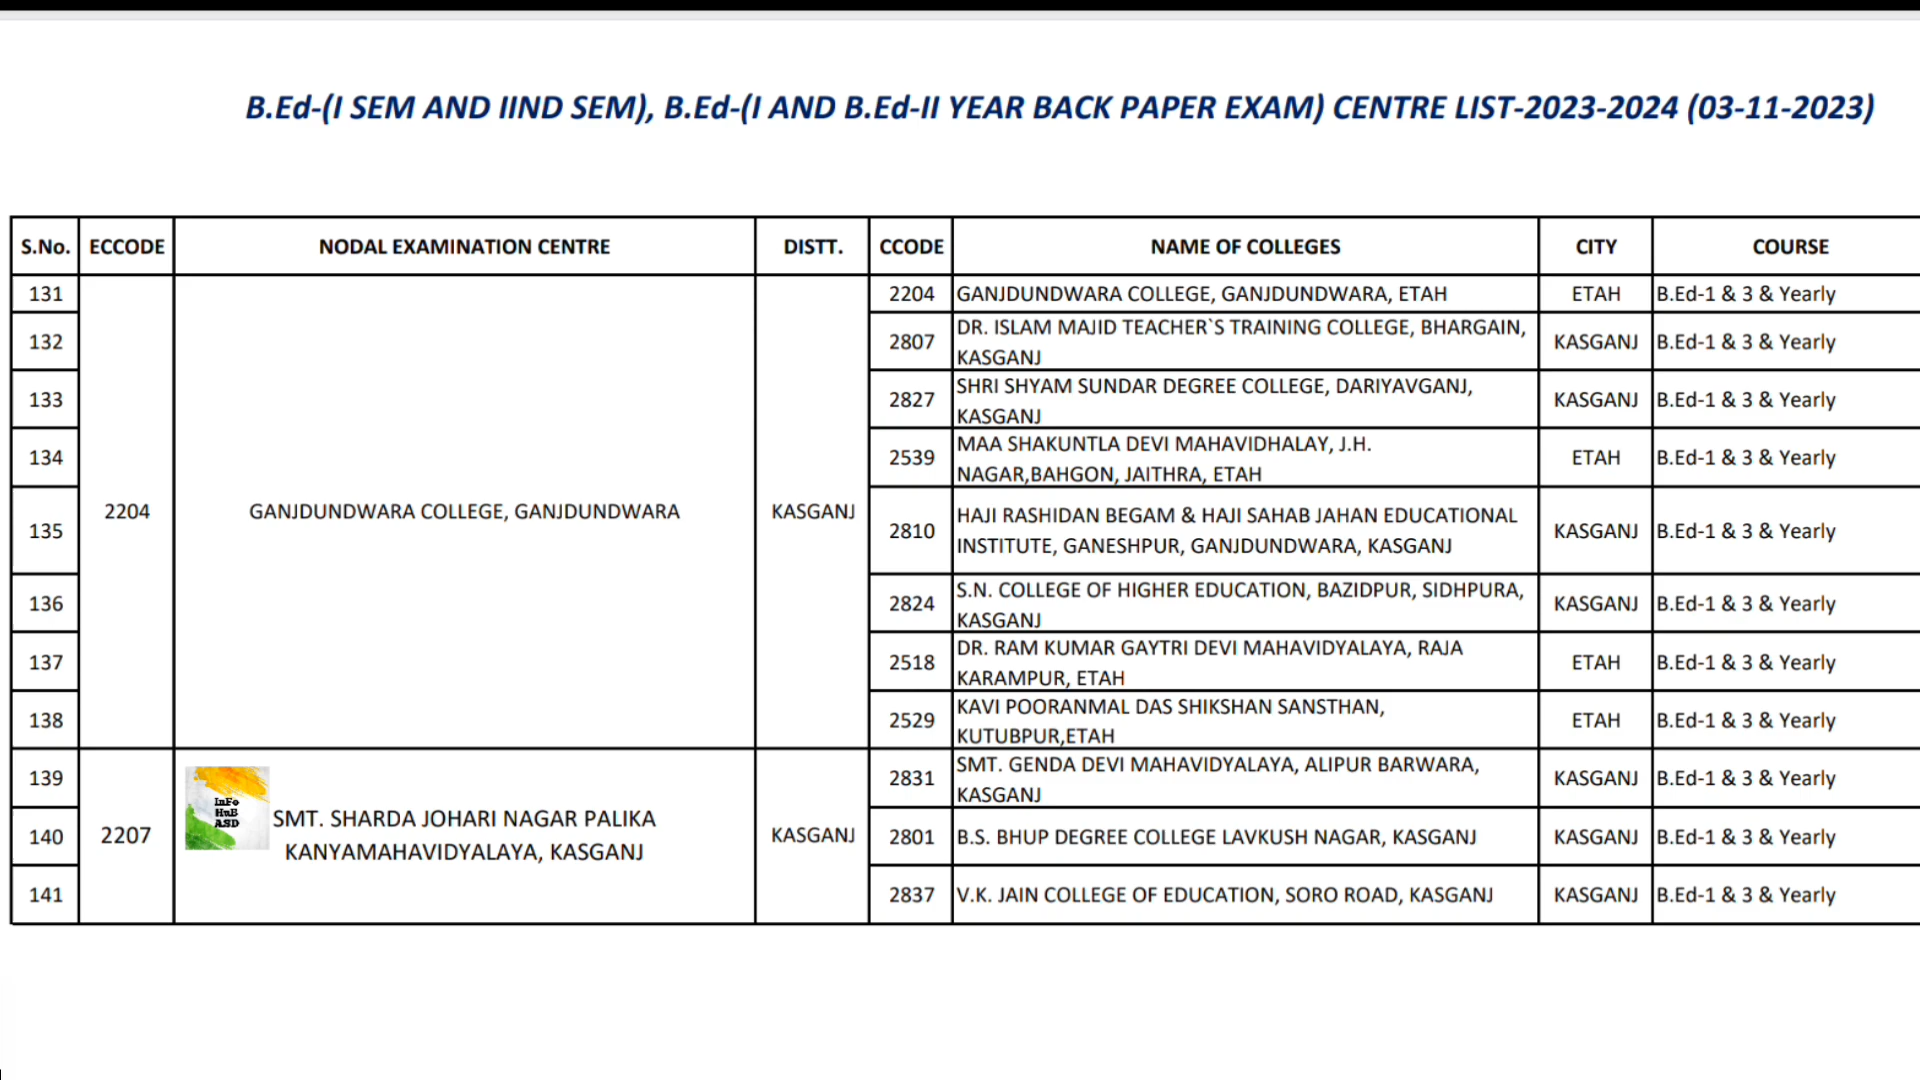 B.Ed-(I SEM AND IIND SEM), B.Ed-(I AND B.Ed-II YEAR BACK PAPER EXAM) CENTRE LIST-2023-2024 (03-11-2023)
S.No. ECCODE NODAL EXAMINATION CENTRE DISTT. CCODE NAME OF COLLEGES CITY COURSE
131 2204 GANJDUNDWARA COLLEGE, GANJDUNDWARA, ETAH ETAH B.Ed-1 & 3 & Yearly
132 2807 DR. ISLAM MAJID TEACHER`S TRAINING COLLEGE, BHARGAIN,
KASGANJ KASGANJ B.Ed-1 & 3 & Yearly
133 2827 SHRI SHYAM SUNDAR DEGREE COLLEGE, DARIYAVGANJ,
KASGANJ KASGANJ B.Ed-1 & 3 & Yearly
134 2539 MAA SHAKUNTLA DEVI MAHAVIDHALAY, J.H.
NAGAR,BAHGON, JAITHRA, ETAH ETAH B.Ed-1 & 3 & Yearly
2204 GANJDUNDWARA COLLEGE, GANJDUNDWARA KASGANJ
135 2810 HAJI RASHIDAN BEGAM & HAJI SAHAB JAHAN EDUCATIONAL
INSTITUTE, GANESHPUR, GANJDUNDWARA, KASGANJ KASGANJ B.Ed-1 & 3 & Yearly
136 2824 S.N. COLLEGE OF HIGHER EDUCATION, BAZIDPUR, SIDHPURA,
KASGANJ KASGANJ B.Ed-1 & 3 & Yearly
137 2518 DR. RAM KUMAR GAYTRI DEVI MAHAVIDYALAYA, RAJA
KARAMPUR, ETAH ETAH B.Ed-1 & 3 & Yearly
138 2529 KAVI POORANMAL DAS SHIKSHAN SANSTHAN,
KUTUBPUR,ETAH ETAH B.Ed-1 & 3 & Yearly
139 2831 SMT. GENDA DEVI MAHAVIDYALAYA, ALIPUR BARWARA,
KASGANJ KASGANJ B.Ed-1 & 3 & Yearly
InFo
HuB
ASD
2207 SMT. SHARDA JOHARI NAGAR PALIKA
KANYAMAHAVIDYALAYA, KASGANJ KASGANJ
140 2801 B.S. BHUP DEGREE COLLEGE LAVKUSH NAGAR, KASGANJ KASGANJ B.Ed-1 & 3 & Yearly
141 2837 V.K. JAIN COLLEGE OF EDUCATION, SORO ROAD, KASGANJ KASGANJ B.Ed-1 & 3 & Yearly